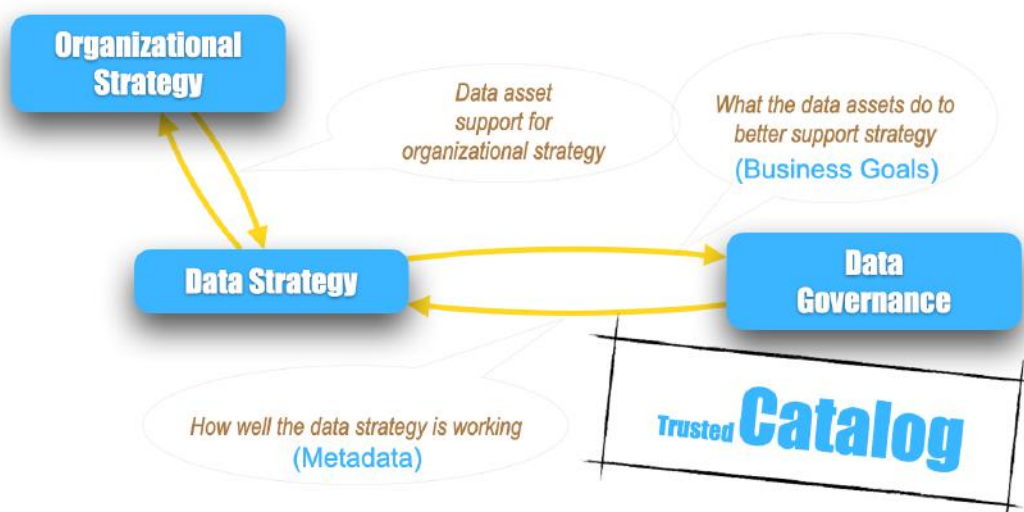 Organizational
Strategy
Data asset
support for
organizational strategy
What the data assets do to
better support strategy
(Business Goals)
Data Strategy
Data
Governance
How well the data strategy is working
(Metadata)
Trusted Catalog